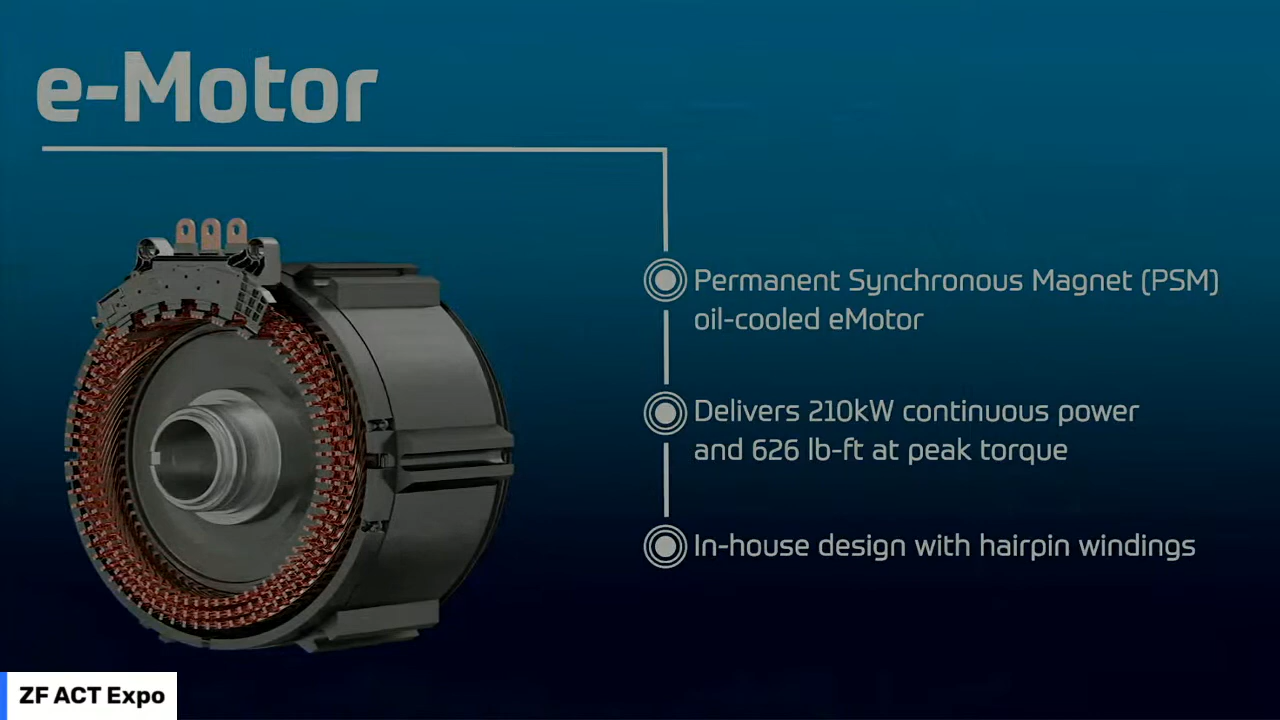 e-Motor
Permanent Synchronous Magnet (PSM)
oil-cooled eMotor
Delivers 210kW continuous power
and 626 lb-ft at peak torque
In-house design with hairpin windings
ZF ACT Expo